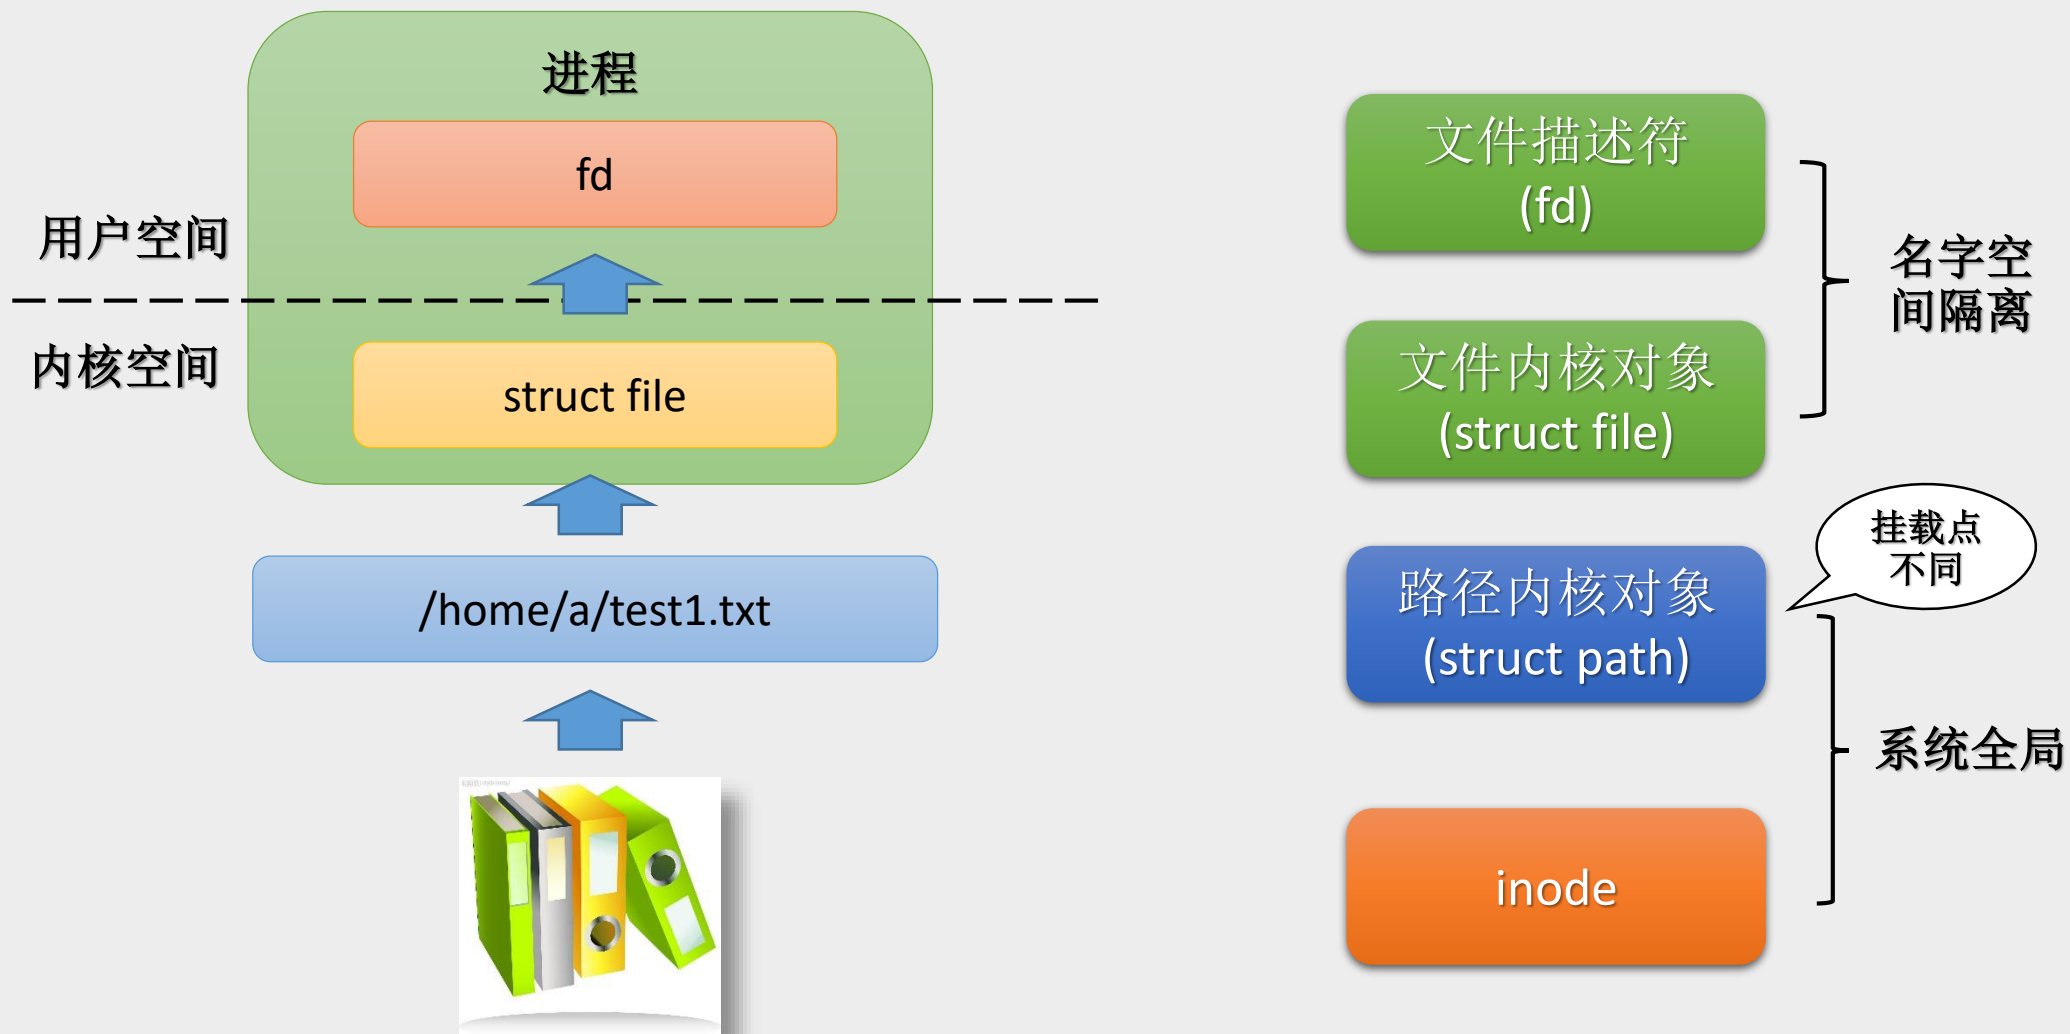 进程
fd
用户空间
内核空间
struct file
/home/a/test1.txt
文件描述符
(fd)
文件内核对象
(struct file)
名字空
间隔离
挂载点
不同
路径内核对象
(struct path)
系统全局
inode